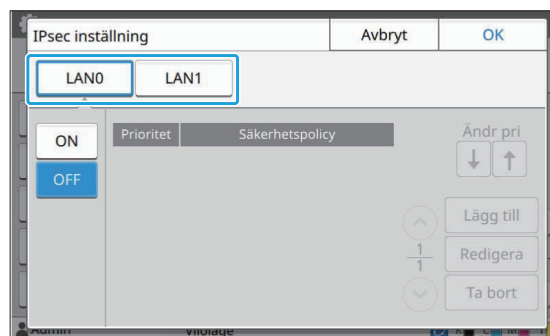 IPsec inställning Avbryt OK
LAN0 LAN1
ON Prioritet Säkerhetspolicy Ändr pri
OFF
Lägg till
1
1
Redigera
Ta bort
Admin Viloläge